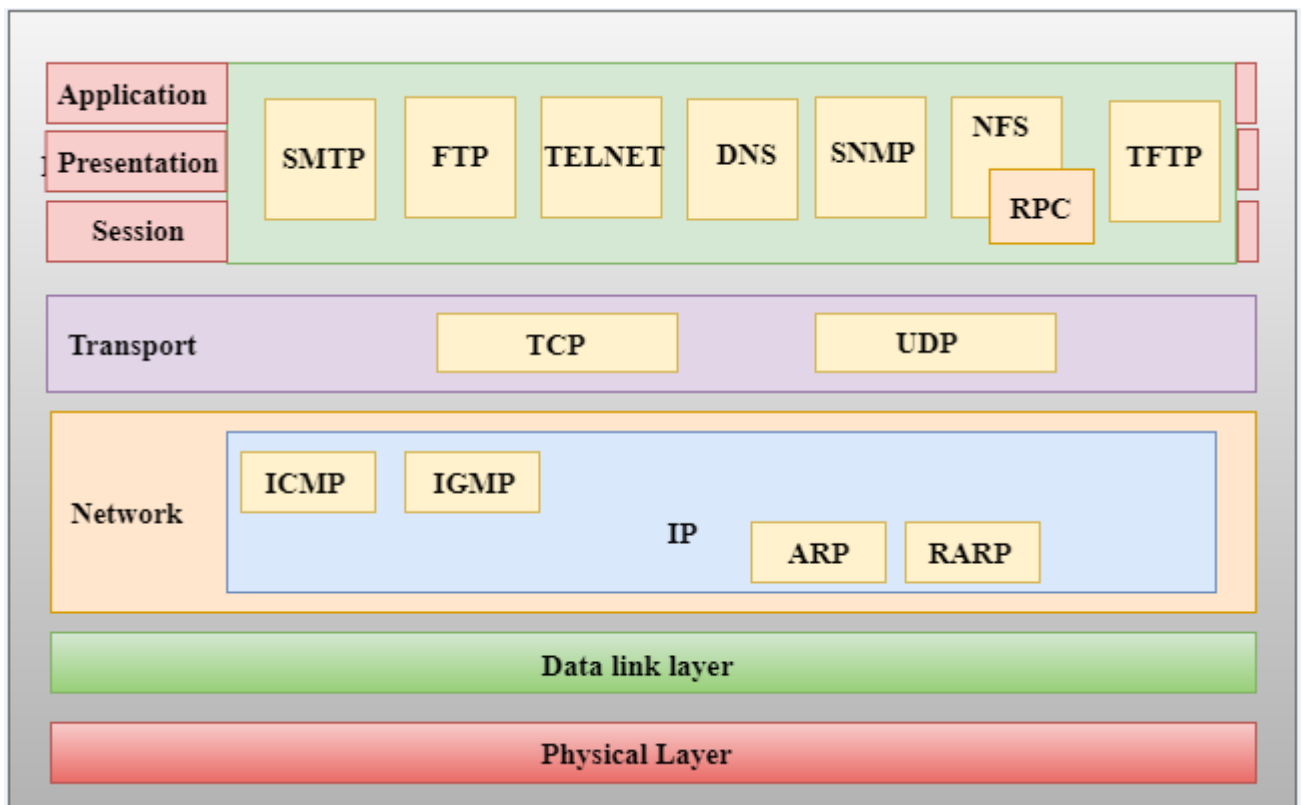 Application
Presentation
Session
SMTP
FTP
TELNET
DNS
SNMP
NFS
RPC
TFTP
Transport
TCP
UDP
Network
ICMP
IGMP
IP
ARP
RARP
Data link layer
Physical Layer